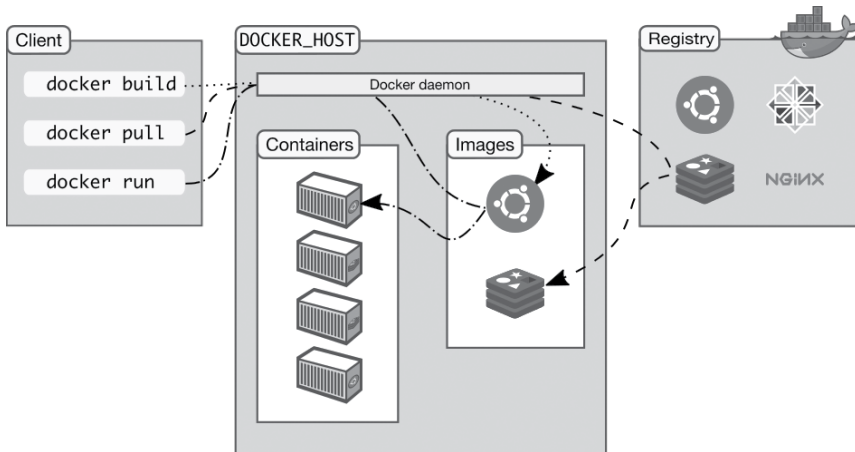 Client
docker build
docker pull
docker run
DOCKER_HOST
Docker daemon
Containers
Images
Registry
NGINX